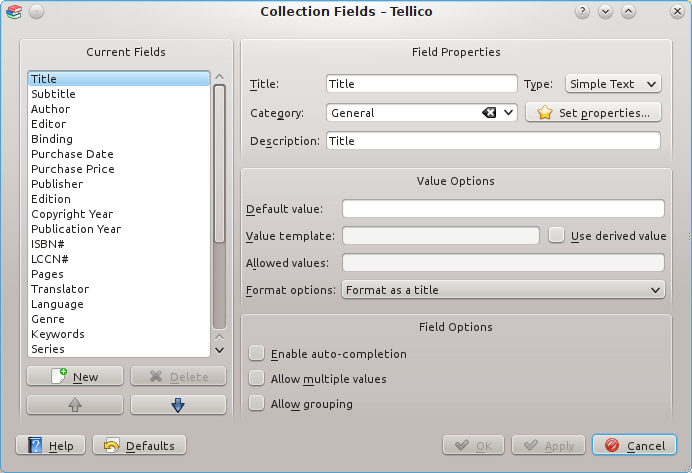 Collection Fields – Tellico
Current Fields
Title
Subtitle
Author
Editor
Binding
Purchase Date
Purchase Price
Publisher
Edition
Copyright Year
Publication Year
ISBN#
LCCN#
Pages
Translator
Language
Genre
Keywords
Series
New
Delete
Field Properties
Title: Title Type: Simple Text
Category: General Set properties...
Description: Title
Value Options
Default value:
Value template: Use derived value
Allowed values:
Format options: Format as a title
Field Options
Enable auto-completion
Allow multiple values
Allow grouping
Help Defaults OK Apply Cancel